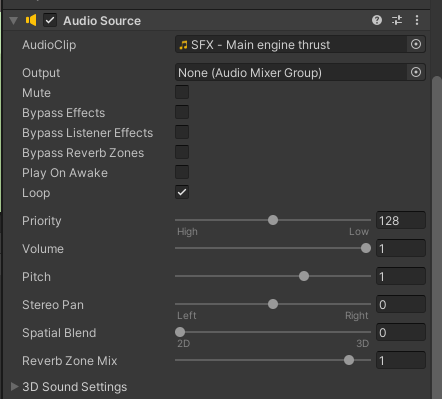 Audio Source
AudioClip SFX - Main engine thrust
Output None (Audio Mixer Group)
Mute
Bypass Effects
Bypass Listener Effects
Bypass Reverb Zones
Play On Awake
Loop
Priority 128
High Low
Volume 1
Pitch 1
Stereo Pan 0
Left Right
Spatial Blend 0
2D 3D
Reverb Zone Mix 1
3D Sound Settings